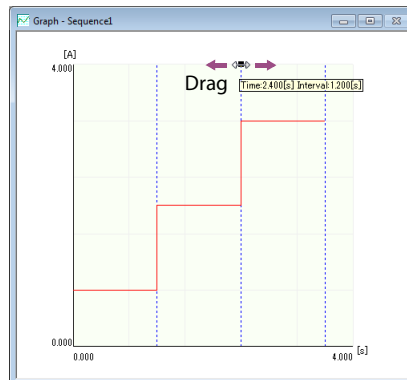 Graph - Sequence1
[A]
4.000
Drag
Time:2.400[s] Interval:1.200[s]
0.000
0.000
4.000
[s]